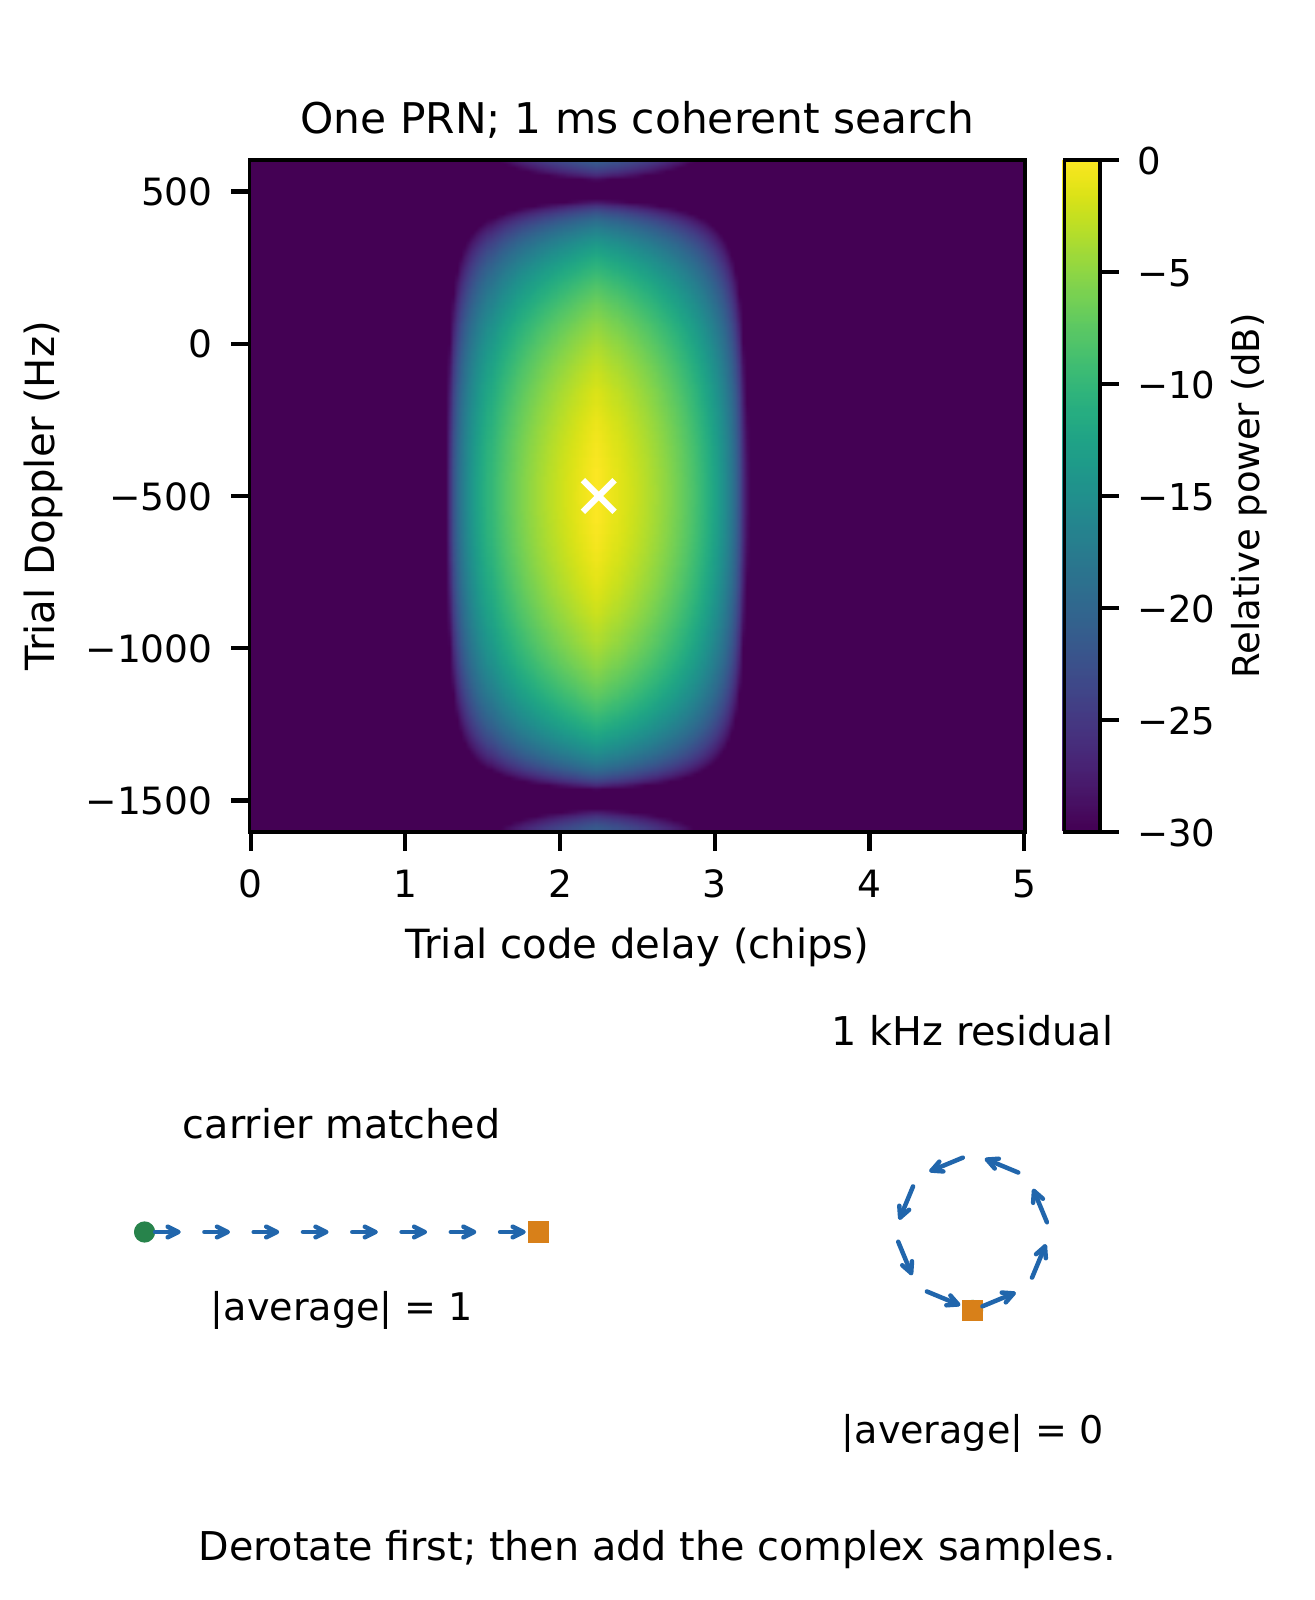 One PRN; 1 ms coherent search
500
0
−500
−1000
−1500
Trial Doppler (Hz)
0
1
2
3
4
5
Trial code delay (chips)
0
−5
−10
−15
−20
−25
−30
Relative power (dB)
1 kHz residual
carrier matched
|average| = 1
|average| = 0
Derotate first; then add the complex samples.